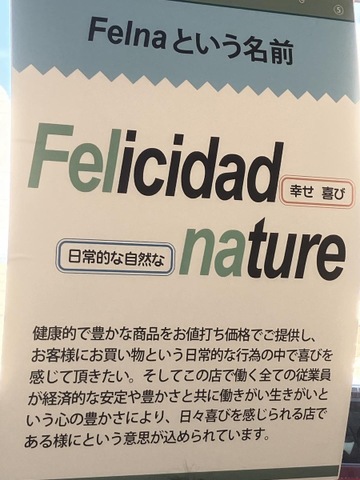 ⑤
Felnaという名前
Felicidad
幸せ 喜び
日常的な自然な
nature
健康的で豊かな商品をお値打ち価格でご提供し、
お客様にお買い物という日常的な行為の中で喜びを
感じて頂きたい。そしてこの店で働く全ての従業員
が経済的な安定や豊かさと共に働きがい生きがいと
いう心の豊かさにより、日々喜びを感じられる店で
ある様にという意思が込められています。